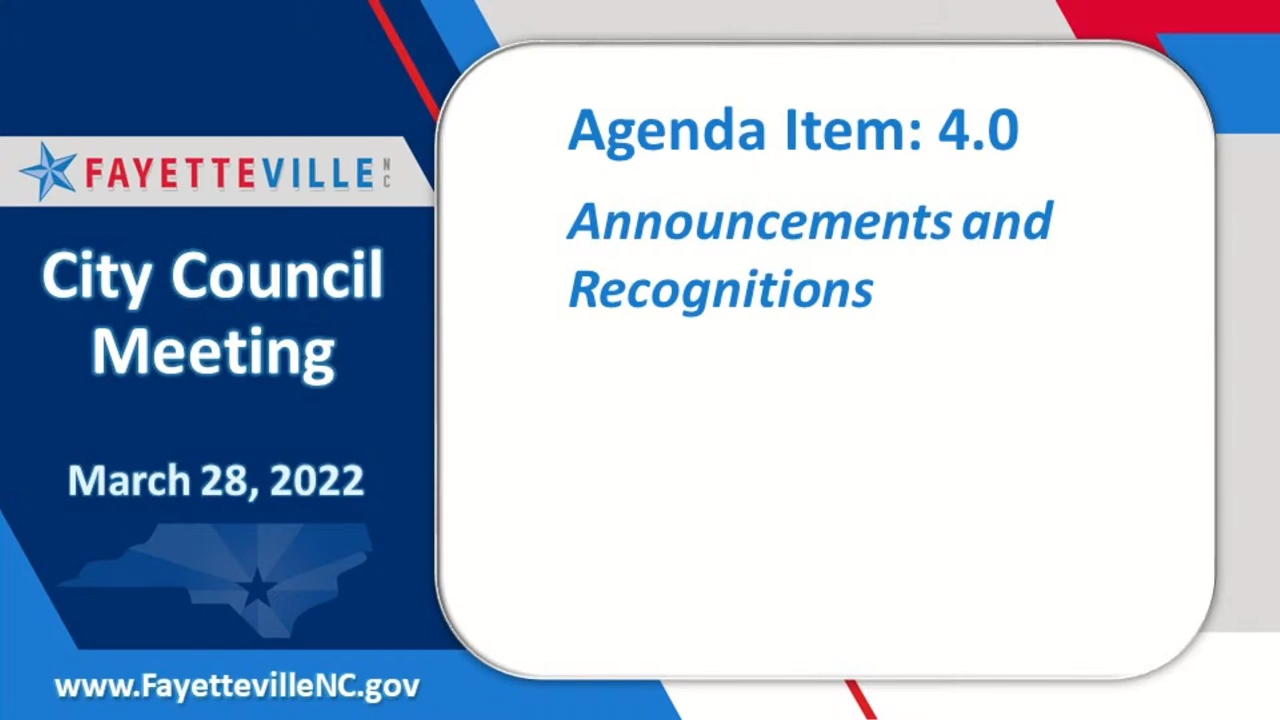 FAYETTEVILLE NC
City Council
Meeting
March 28, 2022
www.FayettevilleNC.gov
Agenda Item: 4.0
Announcements and
Recognitions